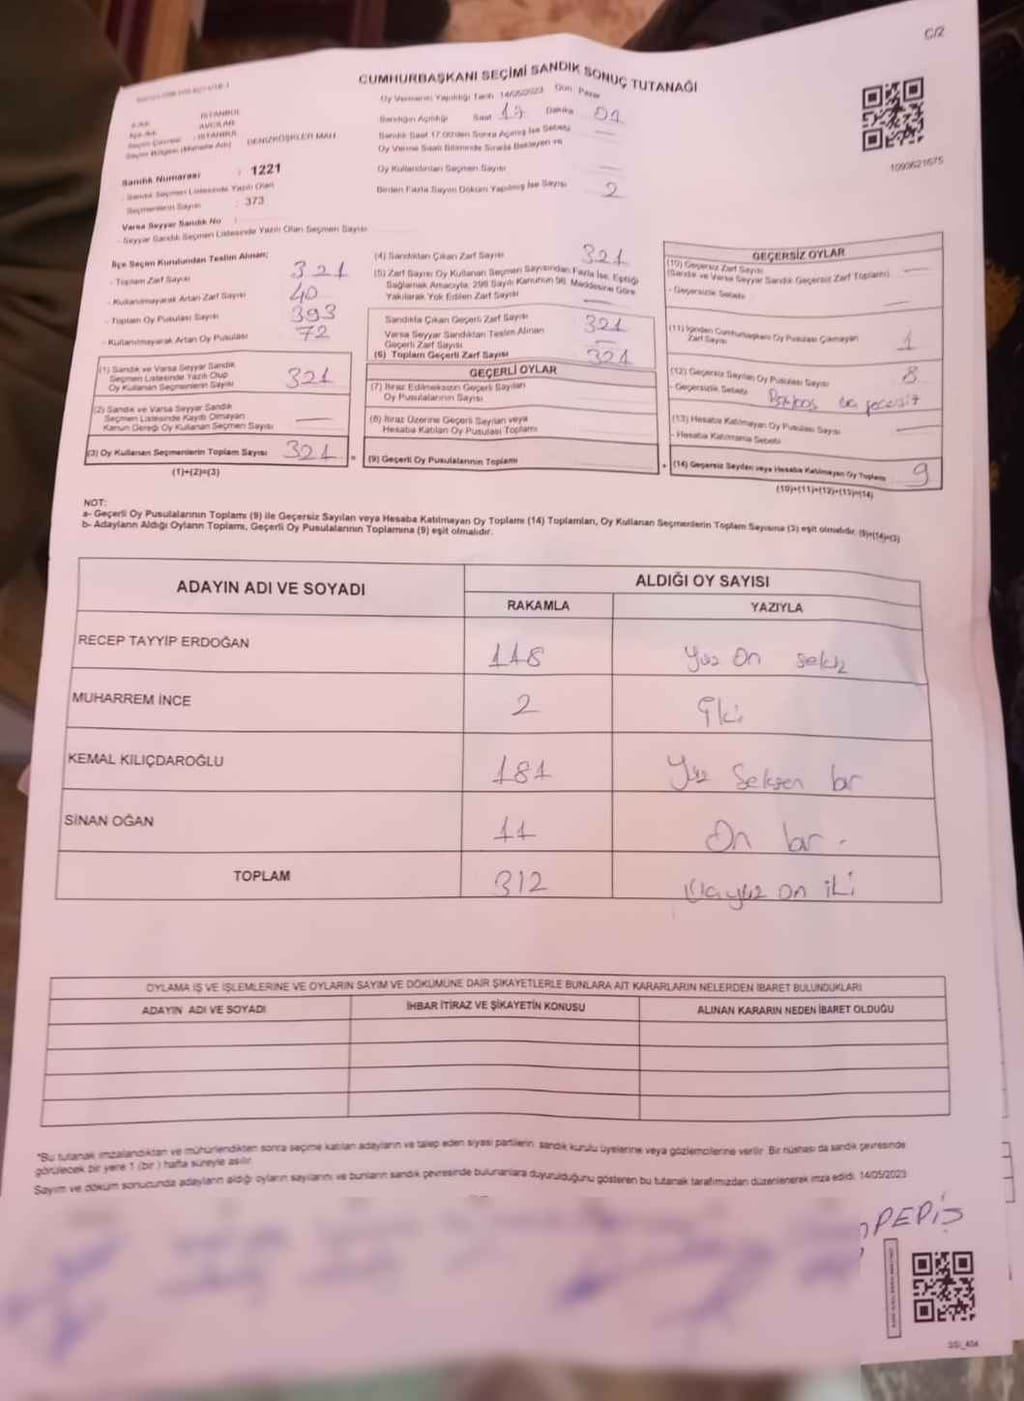 C/2
CUMHURBAŞKANI SEÇİMİ SANDIK SONUÇ TUTANAĞI
Oy Vermenin Yapıldığı Tarih 14/05/2023 Gün Pazar
Sandığın Açıldığı Saat 17 Dakika 01
Sandık Saat 17.00'den Sonra Açılmış İse Sebebi
Oy Verme Saati Bitiminde Sırada Bekleyen ve
Oy Kullandırılan Seçmen Sayısı
Birden Fazla Sayım Döküm Yapılmış İse Sayısı 2
1093621675
İSTANBUL
AVCILAR
İSTANBUL
DENİZKÖŞKLER MAH.
Sandık Numarası : 1221
- Sandık Seçmen Listesinde Yazılı Olan
Seçmenlerin Sayısı : 373
Varsa Seyyar Sandık No :
- Seyyar Sandık Seçmen Listesinde Yazılı Olan Seçmen Sayısı
İlçe Seçim Kurulundan Teslim Alınan;
- Toplam Zarf Sayısı 321
- Kullanılmayarak Artan Zarf Sayısı 40
- Toplam Oy Pusulası Sayısı 393
- Kullanılmayarak Artan Oy Pusulası 72
(1) Sandık ve Varsa Seyyar Sandık
Seçmen Listesinde Yazılı Olup
Oy Kullanan Seçmenlerin Sayısı 321
(2) Sandık ve Varsa Seyyar Sandık
Seçmen Listesinde Kayıtlı Olmayan
Kanun Gereği Oy Kullanan Seçmen Sayısı
(3) Oy Kullanan Seçmenlerin Toplam Sayısı 321
(1)+(2)=(3)
(4) Sandıktan Çıkan Zarf Sayısı 321
(5) Zarf Sayısı Oy Kullanan Seçmen Sayısından Fazla İse, Eşitliği
Sağlamak Amacıyla, 298 Sayılı Kanunun 98. Maddesine Göre
Yakılarak Yok Edilen Zarf Sayısı
Sandıkta Çıkan Geçerli Zarf Sayısı 321
Varsa Seyyar Sandıktan Teslim Alınan
Geçerli Zarf Sayısı
(6) Toplam Geçerli Zarf Sayısı 321
GEÇERLİ OYLAR
(7) İtiraz Edilmeksizin Geçerli Sayılan
Oy Pusulalarının Sayısı
(8) İtiraz Üzerine Geçerli Sayılan veya
Hesaba Katılan Oy Pusulası Toplamı
(9) Geçerli Oy Pusulalarının Toplamı
GEÇERSİZ OYLAR
(10) Geçersiz Zarf Sayısı
(Sandık ve Varsa Seyyar Sandık Geçersiz Zarf Toplamı)
- Geçersizlik Sebebi
(11) İçinden Cumhurbaşkanı Oy Pusulası Çıkmayan
Zarf Sayısı 1
(12) Geçersiz Sayılan Oy Pusulası Sayısı 8
- Geçersizlik Sebebi
(13) Hesaba Katılmayan Oy Pusulası Sayısı
- Hesaba Katılmama Sebebi
(14) Geçersiz Sayılan veya Hesaba Katılmayan Oy Toplamı 9
(10)+(11)+(12)+(13)=(14)
NOT:
a- Geçerli Oy Pusulalarının Toplamı (9) ile Geçersiz Sayılan veya Hesaba Katılmayan Oy Toplamı (14) Toplamları, Oy Kullanan Seçmenlerin Toplam Sayısına (3) eşit olmalıdır. (9)+(14)=(3)
b- Adayların Aldığı Oyların Toplamı, Geçerli Oy Pusulalarının Toplamına (9) eşit olmalıdır.
ADAYIN ADI VE SOYADI
ALDIĞI OY SAYISI
RAKAMLA YAZIYLA
RECEP TAYYİP ERDOĞAN 118 Yüz On sekiz
MUHARREM İNCE 2 İki
KEMAL KILIÇDAROĞLU 181 Yüz Seksen bir
SİNAN OĞAN 11 On bir -
TOPLAM 312 Üçyüz on iki
OYLAMA İŞ VE İŞLEMLERİNE VE OYLARIN SAYIM VE DÖKÜMÜNE DAİR ŞİKAYETLERLE BUNLARA AİT KARARLARIN NELERDEN İBARET BULUNDUKLARI
ADAYIN ADI VE SOYADI İHBAR İTİRAZ VE ŞİKAYETİN KONUSU ALINAN KARARIN NEDEN İBARET OLDUĞU
"Bu tutanak imzalandıktan ve mühürlendikten sonra seçime katılan adayların ve talep eden siyasi partilerin sandık kurulu üyelerine veya gözlemcilerine verilir. Bir nüshası da sandık çevresinde
görülecek bir yere 1 (bir) hafta süreyle asılır.
Sayım ve döküm sonucunda adayların aldığı oyların sayılarını ve bunların sandık çevresinde bulunanlara duyurulduğunu gösteren bu tutanak tarafımızdan düzenlenerek imza edildi. 14/05/2023
PEPİŞ